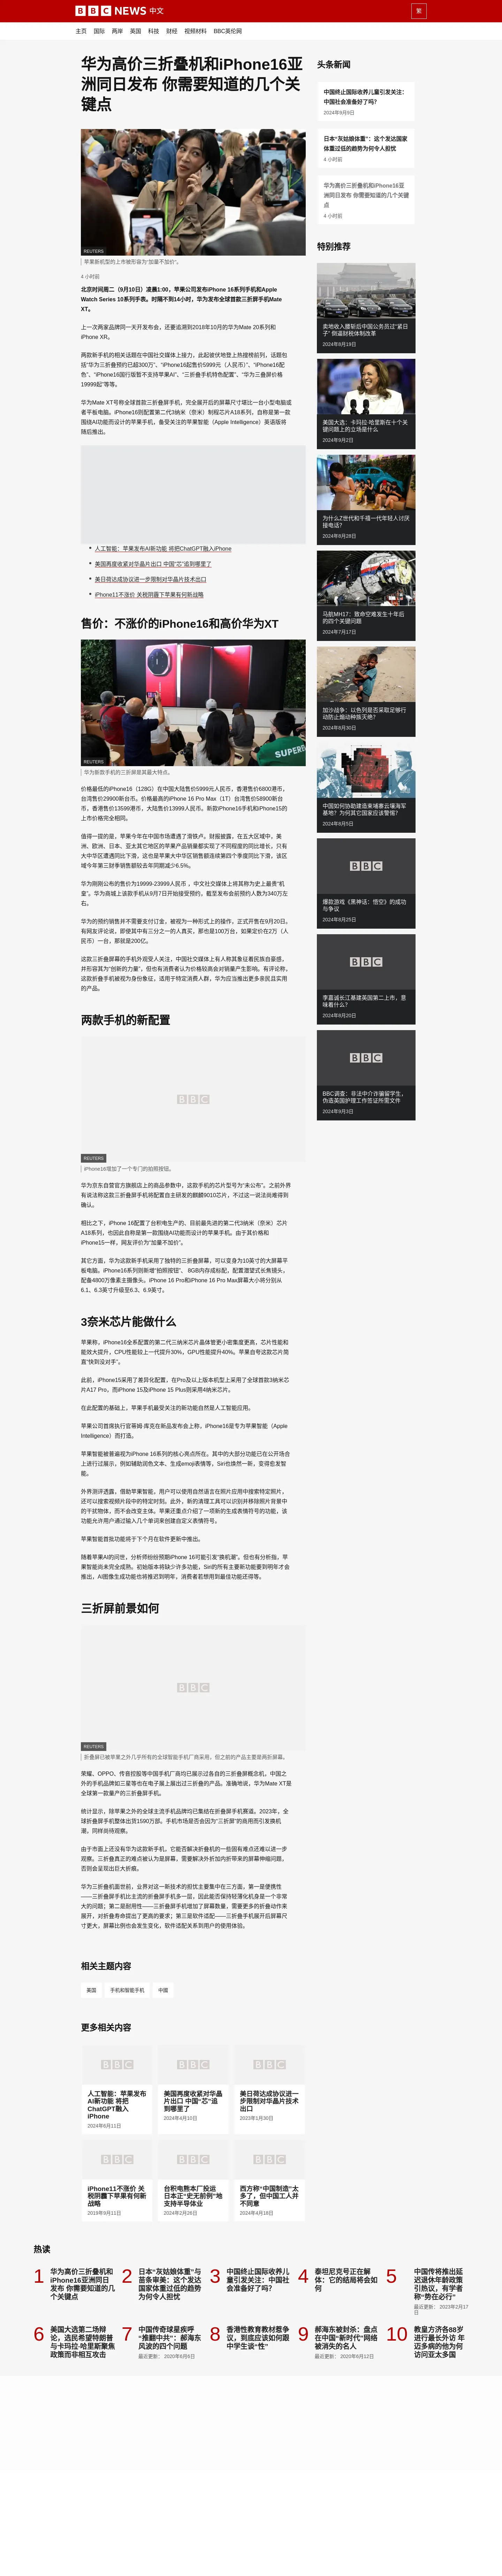 BBC NEWS 中文
繁
主页 国际 两岸 英国 科技 财经 视频材料 BBC英伦网
华为高价三折叠机和iPhone16亚
洲同日发布 你需要知道的几个关
键点
REUTERS
苹果新机型的上市被形容为“加量不加价”。
4 小时前
北京时间周二（9月10日）凌晨1:00，苹果公司发布iPhone 16系列手机和Apple
Watch Series 10系列手表。时隔不到14小时，华为发布全球首款三折屏手机Mate
XT。
上一次两家品牌同一天开发布会，还要追溯到2018年10月的华为Mate 20系列和
iPhone XR。
两款新手机的相关话题在中国社交媒体上接力，此起彼伏地登上热搜榜前列。话题包
括“华为三折叠预约已超300万”、“iPhone16起售价5999元（人民币）”、“iPhone16配
色”、“iPhone16国行版暂不支持苹果AI”、“三折叠手机特色配置”、“华为三叠屏价格
19999起”等等。
华为Mate XT号称全球首款三折叠屏手机，完全展开后的屏幕尺寸堪比一台小型电脑或
者平板电脑。iPhone16则配置第二代3纳米（奈米）制程芯片A18系列，自称是第一款
围绕AI功能而设计的苹果手机，备受关注的苹果智能（Apple Intelligence）英语版将
随后推出。
人工智能：苹果发布AI新功能 将把ChatGPT融入iPhone
美国再度收紧对华晶片出口 中国“芯”追到哪里了
美日荷达成协议进一步限制对华晶片技术出口
iPhone11不涨价 关税阴霾下苹果有何新战略
售价：不涨价的iPhone16和高价华为XT
REUTERS
华为新款手机的三折屏是其最大特点。
价格最低的iPhone16（128G）在中国大陆售价5999元人民币，香港售价6800港币，
台湾售价29900新台币。价格最高的iPhone 16 Pro Max（1T）台湾售价58900新台
币，香港售价13599港币，大陆售价13999人民币。新款iPhone16手机和iPhone15的
上市价格完全相同。
值得一提的是，苹果今年在中国市场遭遇了滑铁卢。财报披露，在五大区域中，美
洲、欧洲、日本、亚太其它地区的苹果产品销量都实现了不同程度的同比增长，只有
大中华区遭遇同比下滑，这也是苹果大中华区销售额连续第四个季度同比下滑，该区
域今年第三财季销售额较去年同期减少6.5%。
华为刚刚公布的售价为19999-23999人民币 ，中文社交媒体上将其称为史上最贵“机
皇”。华为商城上该款手机从9月7日开始接受预约，截至发布会前预约人数为340万左
右。
华为的预约销售并不需要支付订金，被视为一种形式上的操作，正式开售在9月20日。
有网友评论说，即使其中有三分之一的人真买，那也是100万台，如果定价在2万（人
民币）一台，那就是200亿。
这款三折叠屏幕的手机外观受人关注，中国社交媒体上有人称其象征着民族自豪感，
并形容其为“创新的力量”，但也有消费者认为价格较高会对销量产生影响。有评论称，
这款折叠手机被视为身份像征，适用于特定消费人群，华为应当推出更多亲民且实用
的产品。
两款手机的新配置
BBC
REUTERS
iPhone16增加了一个专门的拍照按钮。
华为京东自营官方旗舰店上的商品参数中，这款手机的芯片型号为“未公布”。之前外界
有说法称这款三折叠屏手机将配置自主研发的麒麟9010芯片，不过这一说法尚难得到
确认。
相比之下，iPhone 16配置了台积电生产的、目前最先进的第二代3纳米（奈米）芯片
A18系列，也因此自称是第一款围绕AI功能而设计的苹果手机。由于其价格和
iPhone15一样，网友评价为“加量不加价”。
其它方面，华为这款新手机采用了独特的三折叠屏幕，可以变身为10英寸的大屏幕平
板电脑。iPhone16系列则新增“拍照按钮”、 8GB内存成标配，配置潜望式长焦镜头，
配备4800万像素主摄像头。iPhone 16 Pro和iPhone 16 Pro Max屏幕大小将分别从
6.1、6.3英寸升级至6.3、6.9英寸。
3奈米芯片能做什么
苹果称，iPhone16全系配置的第二代三纳米芯片晶体管更小密集度更高，芯片性能和
能效大提升，CPU性能较上一代提升30%，GPU性能提升40%。苹果自夸这款芯片简
直“快到没对手”。
此前，iPhone15采用了差异化配置，在Pro及以上版本机型上采用了全球首款3纳米芯
片A17 Pro，而iPhone 15及iPhone 15 Plus则采用4纳米芯片。
在此配置的基础上，苹果手机最受关注的新功能自然是人工智能应用。
苹果公司首席执行官蒂姆·库克在新品发布会上称，iPhone16是专为苹果智能（Apple
Intelligence）而打造。
苹果智能被普遍视为iPhone 16系列的核心亮点所在。其中的大部分功能已在公开场合
上进行过展示，例如辅助润色文本、生成emoji表情等，Siri也焕然一新，变得愈发智
能。
外界测评透露，借助苹果智能，用户可以使用自然语言在照片应用中搜索特定照片，
还可以搜索视频片段中的特定时刻。此外，新的清理工具可以识别并移除照片背景中
的干扰物体，而不会改变主体。苹果还重点介绍了一项新的生成表情符号的功能，该
功能允许用户通过输入几个单词来创建自定义表情符号。
苹果智能首批功能将于下个月在软件更新中推出。
随着苹果AI的问世，分析师纷纷预期iPhone 16可能引发“换机潮”。但也有分析指，苹
果智能尚未完全成熟，初始版本将缺少许多功能，Siri的所有主要新功能要到明年才会
推出，AI图像生成功能也将推迟到明年，消费者若想用到最佳功能还得等。
三折屏前景如何
BBC
REUTERS
折叠屏已被苹果之外几乎所有的全球智能手机厂商采用。但之前的产品主要是两折屏幕。
荣耀、OPPO、传音控股等中国手机厂商均已展示过各自的三折叠屏概念机，中国之
外的手机品牌如三星等也在电子展上展出过三折叠的产品。准确地说，华为Mate XT是
全球第一款量产的三折叠屏手机。
依计显示，除苹果之外的全球主流手机品牌均已集结在折叠屏手机赛道。2023年，全
球折叠屏手机整体出货1590万部。手机市场是否会因为“三折屏”的商用而引发换机
潮，同样尚待观察。
由于市面上还没有华为这款新手机，它能否解决折叠机的一些固有难点还难以进一步
观察。三折叠真正的难点被认为是屏幕，需要解决外折加内折带来的屏幕伸缩问题，
否则会呈现出巨大折痕。
华为三折叠机面世前，业界对这一新技术的担忧主要集中在三方面，第一是便携性
——三折叠屏手机比主流的折叠屏手机多一层，因此能否保持轻薄化机身是一个非常
大的问题；第二是耐用性——三折叠屏手机增加了屏幕数量，需要更多的折叠动作来
展开，对折叠寿命提出了更高的要求；第三是软件适配——三折叠手机展开后屏幕尺
寸更大，屏幕比例也会发生变化，软件适配关系到用户的使用体验。
相关主题内容
美国
手机和智能手机
中国
更多相关内容
BBC
人工智能：苹果发布
AI新功能 将把
ChatGPT融入
iPhone
2024年6月11日
BBC
美国再度收紧对华晶
片出口 中国“芯”追
到哪里了
2024年4月10日
BBC
美日荷达成协议进一
步限制对华晶片技术
出口
2023年1月30日
BBC
iPhone11不涨价 关
税阴霾下苹果有何新
战略
2019年9月11日
BBC
台积电熊本厂投运
日本正“史无前例”地
支持半导体业
2024年2月26日
BBC
西方称“中国制造”太
多了，但中国工人并
不同意
2024年4月18日
头条新闻
中国终止国际收养儿童引发关注：
中国社会准备好了吗？
2024年9月9日
日本“灰姑娘体重”：这个发达国家
体重过低的趋势为何令人担忧
4 小时前
华为高价三折叠机和iPhone16亚
洲同日发布 你需要知道的几个关键
点
4 小时前
特别推荐
卖地收入腰斩后中国公务员过“紧日
子” 倒逼财税体制改革
2024年8月19日
美国大选：卡玛拉·哈里斯在十个关
键问题上的立场是什么
2024年9月2日
为什么Z世代和千禧一代年轻人讨厌
接电话？
2024年8月28日
马航MH17：致命空难发生十年后
的四个关键问题
2024年7月17日
加沙战争：以色列是否采取足够行
动防止煽动种族灭绝？
2024年8月30日
中国如何协助建造柬埔寨云壤海军
基地？为何其它国家应该警惕？
2024年8月5日
BBC
爆款游戏《黑神话：悟空》的成功
与争议
2024年8月25日
BBC
李嘉诚长江基建英国第二上市，意
味着什么？
2024年8月20日
BBC
BBC调查：非法中介诈骗留学生，
伪造英国护理工作签证所需文件
2024年9月3日
热读
1
华为高价三折叠机和
iPhone16亚洲同日
发布 你需要知道的几
个关键点
2
日本“灰姑娘体重”与
苗条审美：这个发达
国家体重过低的趋势
为何令人担忧
3
中国终止国际收养儿
童引发关注：中国社
会准备好了吗？
4
泰坦尼克号正在解
体：它的结局将会如
何
5
中国传将推出延
迟退休年龄政策
引热议，有学者
称“势在必行”
最近更新： 2023年2月17
日
6
美国大选第二场辩
论，选民希望特朗普
与卡玛拉·哈里斯聚焦
政策而非相互攻击
7
中国传奇球星疾呼
“推翻中共”：郝海东
风波的四个问题
最近更新： 2020年6月6日
8
香港性教育教材惹争
议，到底应该如何跟
中学生谈“性”
9
郝海东被封杀：盘点
在中国“新时代”网络
被消失的名人
最近更新： 2020年6月12日
10
教皇方济各88岁
进行最长外访 年
迈多病的他为何
访问亚太多国